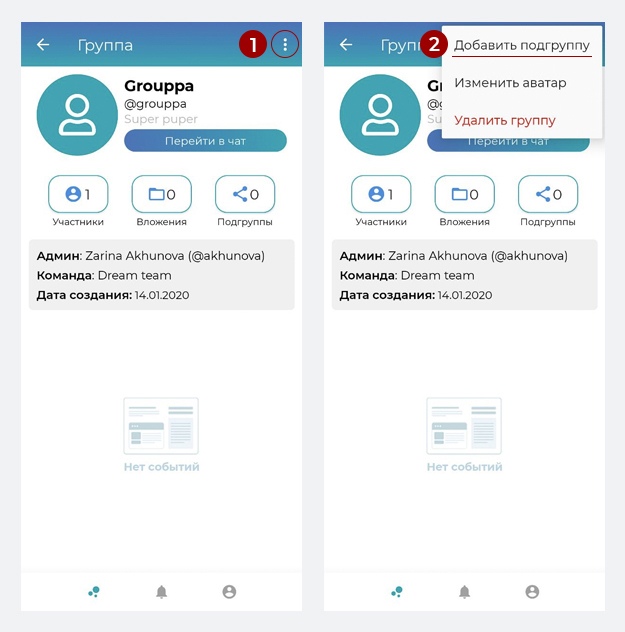 Группа
1
Grouppa
@grouppa
Super puper
Перейти в чат
1
0
0
Участники
Вложения
Подгруппы
Админ: Zarina Akhunova (@akhunova)
Команда: Dream team
Дата создания: 14.01.2020
Нет событий
2
Добавить подгруппу
Изменить аватар
Удалить группу
Перейти в чат
1
0
0
Участники
Вложения
Подгруппы
Админ: Zarina Akhunova (@akhunova)
Команда: Dream team
Дата создания: 14.01.2020
Нет событий